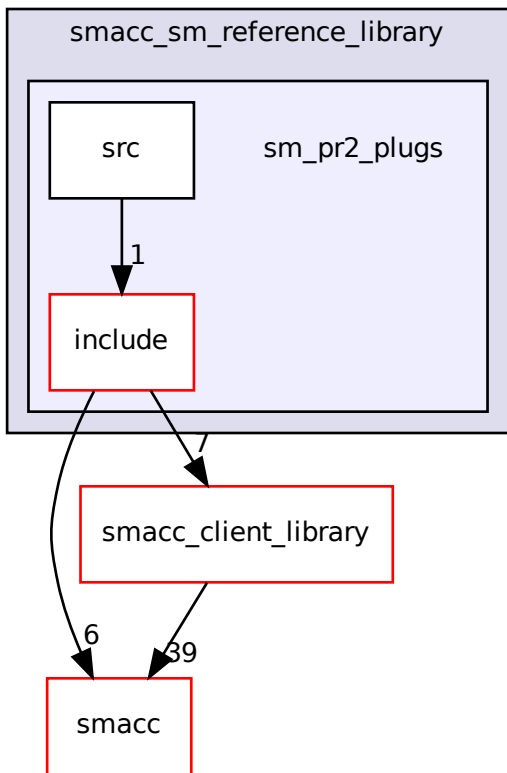 smacc_sm_reference_library
src
sm_pr2_plugs
1
include
7
smacc_client_library
6
39
smacc